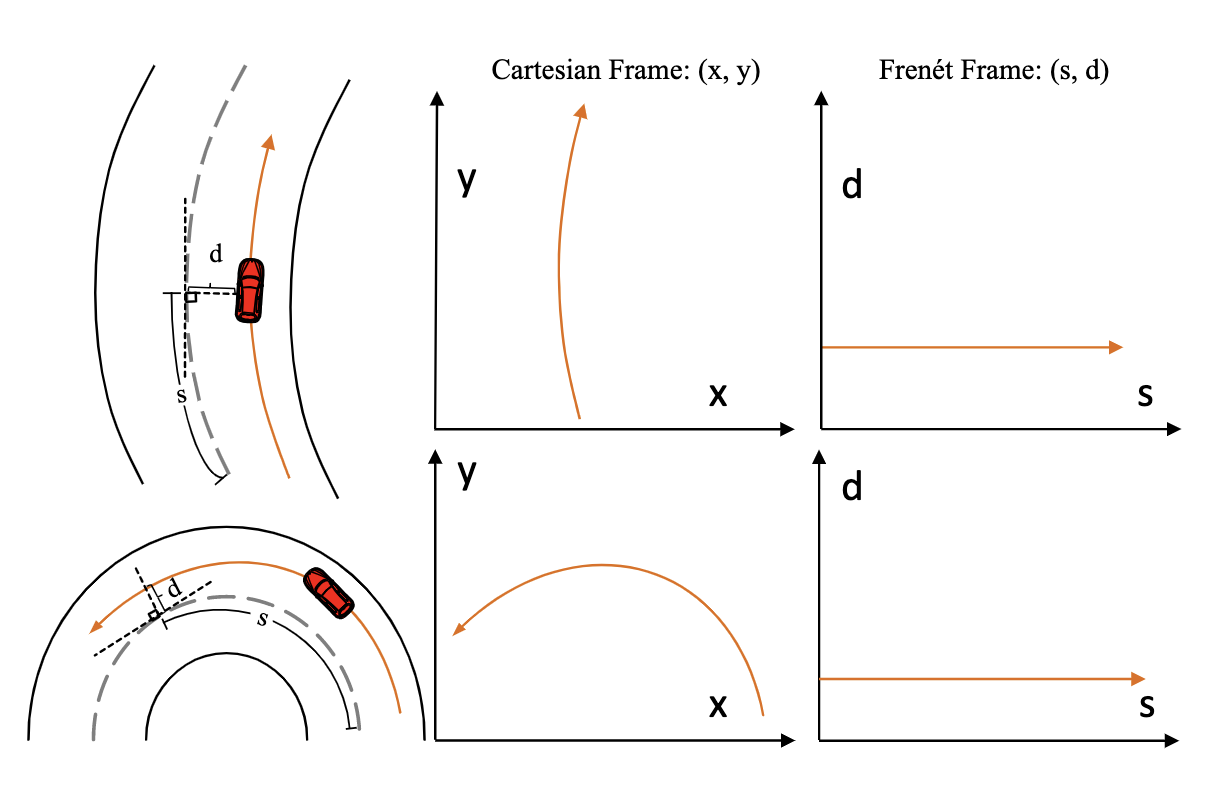 Cartesian Frame: (x, y)
Frenét Frame: (s, d)
d
s
y
x
d
s
d
s
y
x
d
s